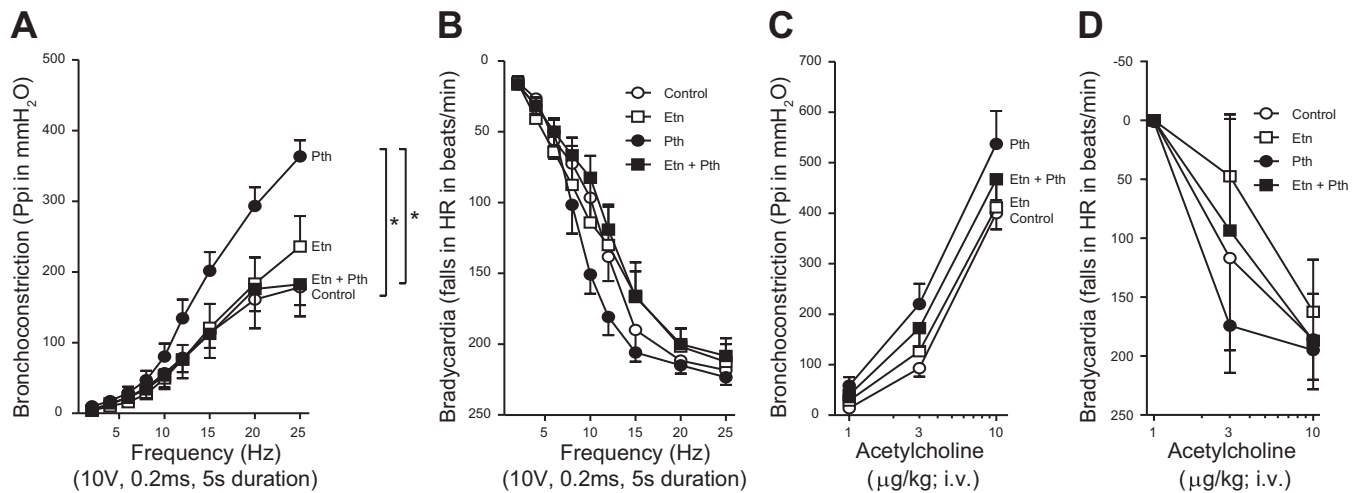 A
Bronchoconstriction (Ppi in mmH₂O)
500
400
300
200
100
0
5
10
15
20
25
Pth
Etn
Etn + Pth
Control
*
*
Frequency (Hz)
(10V, 0.2ms, 5s duration)
B
Bradycardia (falls in HR in beats/min)
0
50
100
150
200
250
5
10
15
20
25
Control
Etn
Pth
Etn + Pth
Frequency (Hz)
(10V, 0.2ms, 5s duration)
C
Bronchoconstriction (Ppi in mmH₂O)
700
600
500
400
300
200
100
0
1
3
10
Pth
Etn + Pth
Etn
Control
Acetylcholine
(μg/kg; i.v.)
D
Bradycardia (falls in HR in beats/min)
-50
0
50
100
150
200
250
1
3
10
Control
Etn
Pth
Etn + Pth
Acetylcholine
(μg/kg; i.v.)